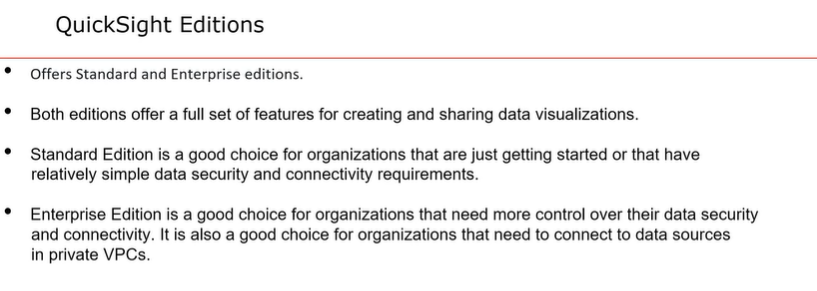 QuickSight Editions
• Offers Standard and Enterprise editions.
• Both editions offer a full set of features for creating and sharing data visualizations.
• Standard Edition is a good choice for organizations that are just getting started or that have
relatively simple data security and connectivity requirements.
• Enterprise Edition is a good choice for organizations that need more control over their data security
and connectivity. It is also a good choice for organizations that need to connect to data sources
in private VPCs.